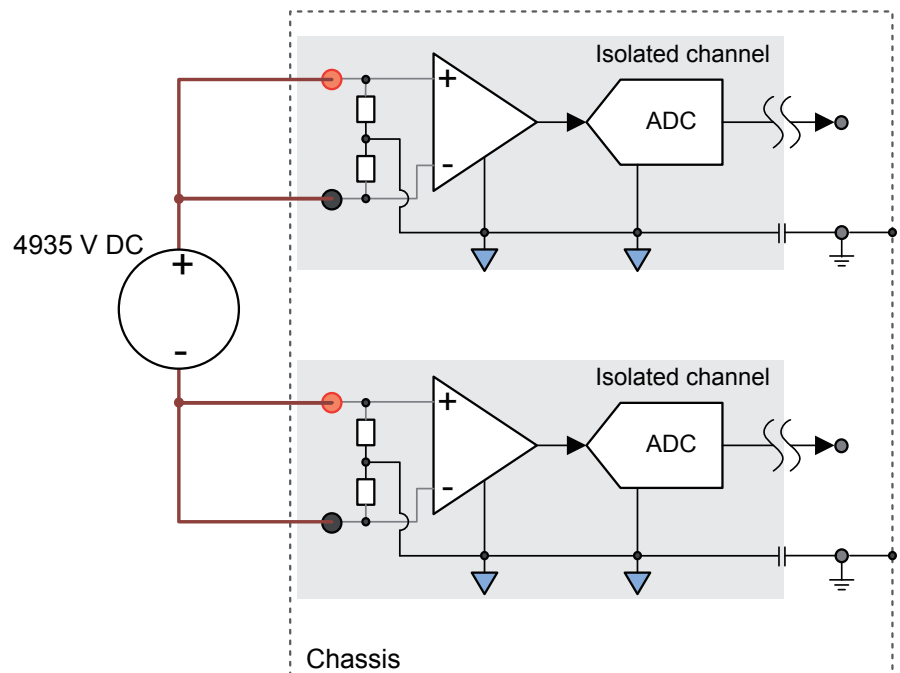 Isolated channel
+
ADC
-
4935 V DC
+
-
Isolated channel
+
ADC
-
Chassis